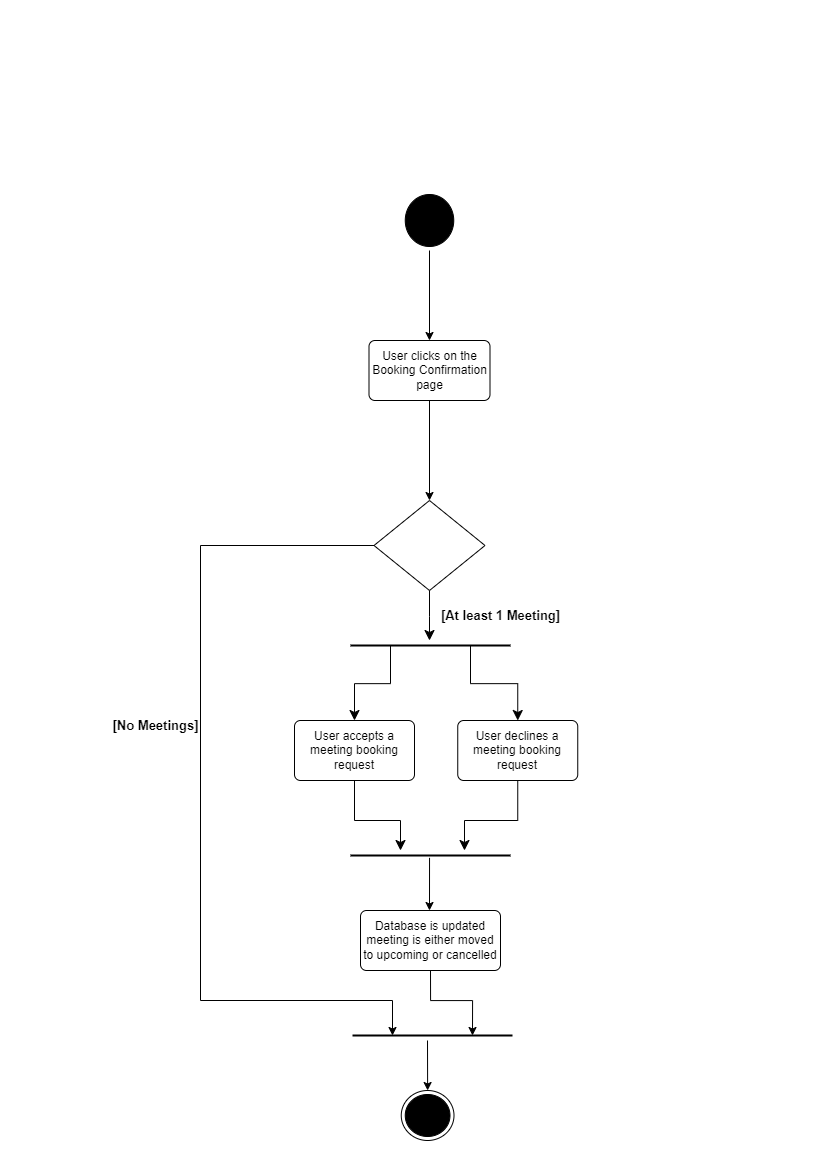 User clicks on the
Booking Confirmation
page
[At least 1 Meeting]
[No Meetings]
User accepts a
meeting booking
request
User declines a
meeting booking
request
Database is updated
meeting is either moved
to upcoming or cancelled